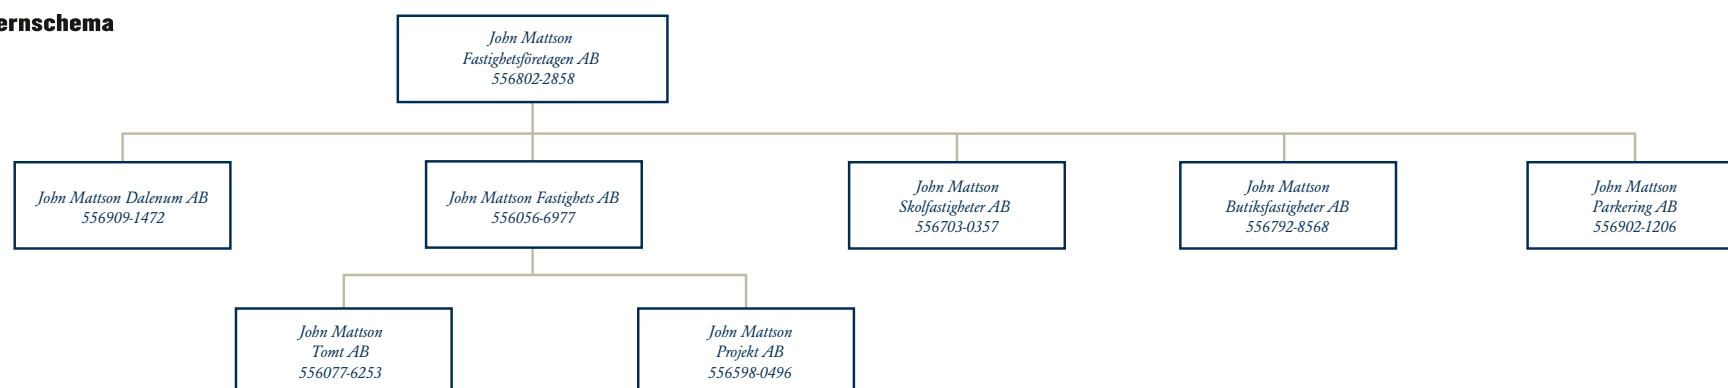 ernschema
John Mattson
Fastighetsföretagen AB
556802-2858
John Mattson Dalenum AB
556909-1472
John Mattson Fastighets AB
556056-6977
John Mattson
Skolfastigheter AB
556703-0357
John Mattson
Butiksfastigheter AB
556792-8568
John Mattson
Parkering AB
556902-1206
John Mattson
Tomt AB
556077-6253
John Mattson
Projekt AB
556598-0496